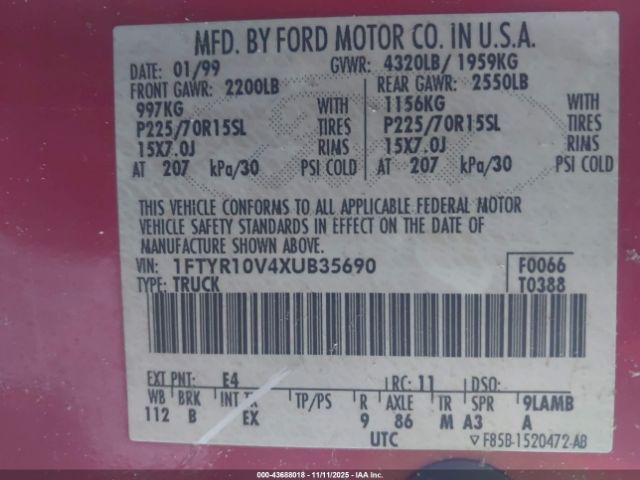 MFD. BY FORD MOTOR CO. IN U.S.A.
DATE: 01/99 GVWR: 4320LB/ 1959KG
FRONT GAWR: 2200LB REAR GAWR: 2550LB
997KG WITH 1156KG WITH
P225/70R15SL TIRES P225/70R15SL TIRES
15X7.0J RIMS 15X7.0J RIMS
AT 207 kPa/30 PSI COLD AT 207 kPa/30 PSI COLD
THIS VEHICLE CONFORMS TO ALL APPLICABLE FEDERAL MOTOR
VEHICLE SAFETY STANDARDS IN EFFECT ON THE DATE OF
MANUFACTURE SHOWN ABOVE.
VIN: 1FTYR10V4XUB35690 F0066
TYPE: TRUCK T0388
EXT PNT: E4 RC: 11 DSO:
WB BRK INT TR TP/PS R AXLE TR SPR 9LAMB
112 B EX 9 86 M A3 A
UTC ▽F85B-1520472-AB
000-43688018 - 11/11/2025 - IAAI.com